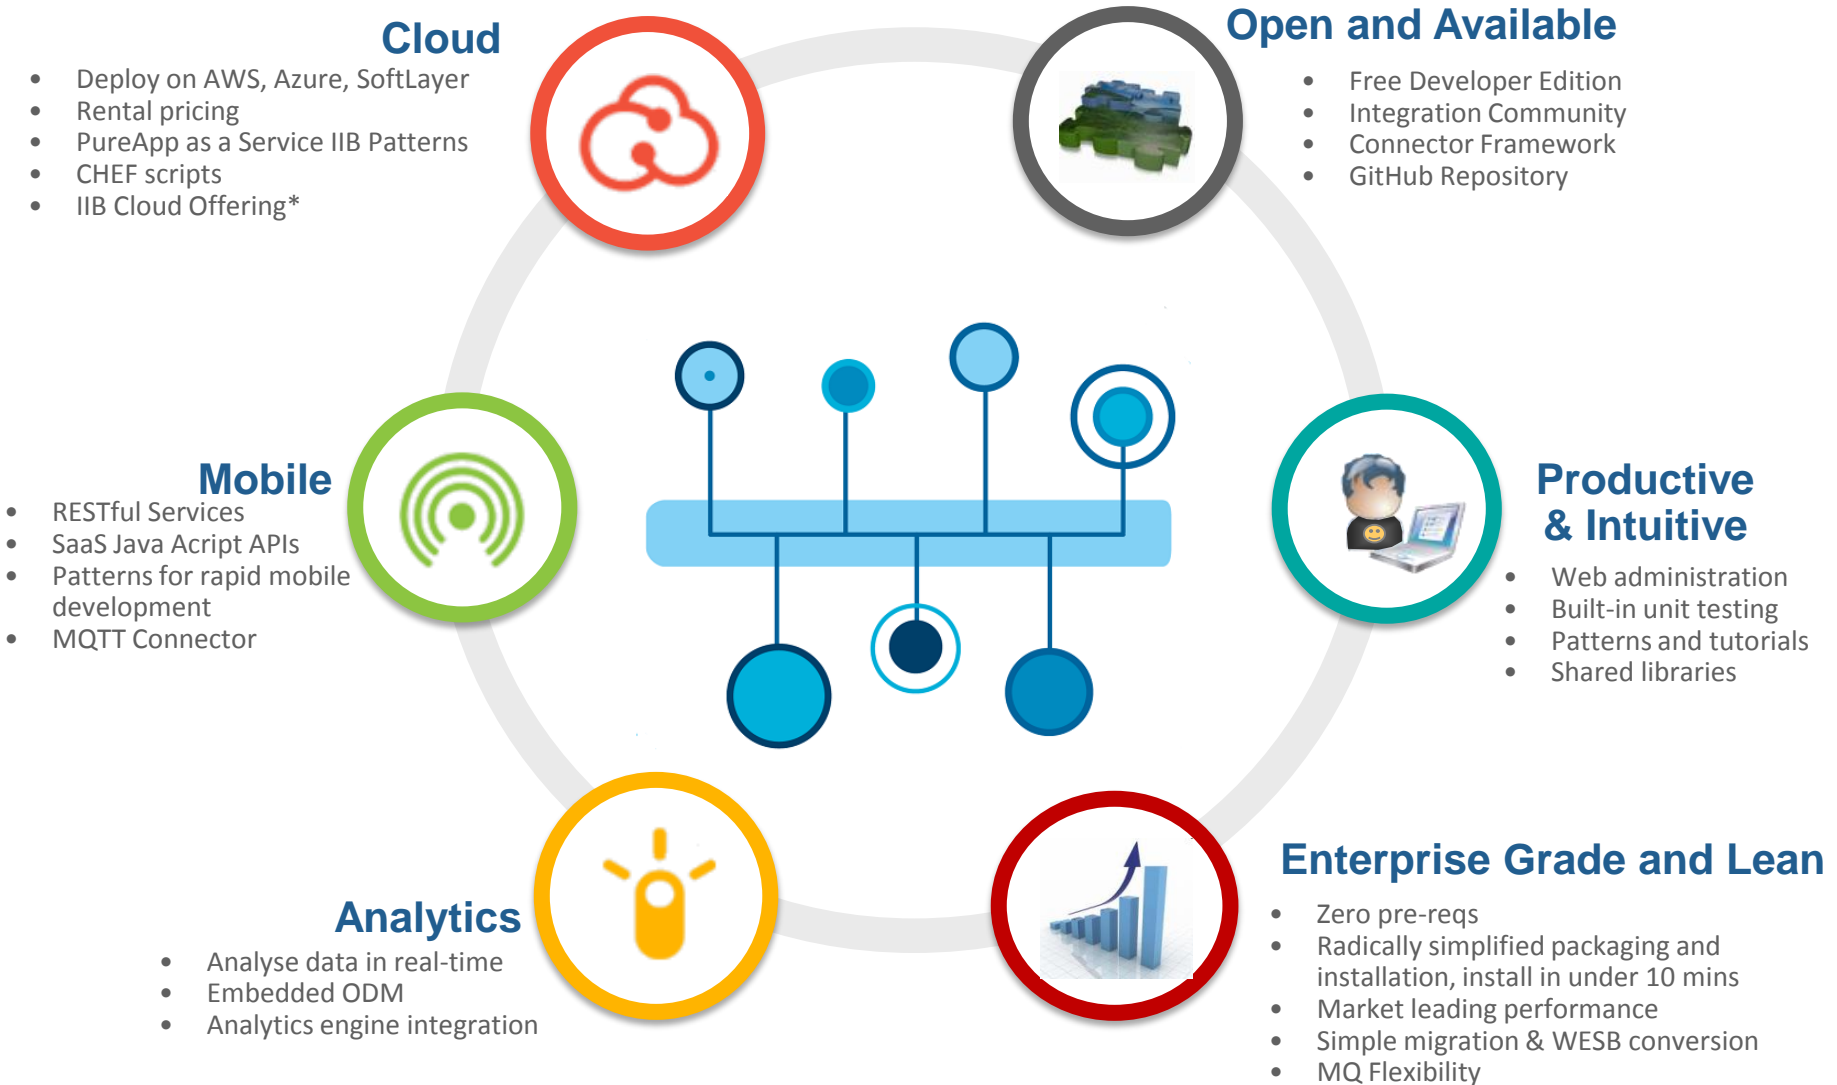 Cloud
• Deploy on AWS, Azure, SoftLayer
• Rental pricing
• PureApp as a Service IIB Patterns
• CHEF scripts
• IIB Cloud Offering*
Open and Available
• Free Developer Edition
• Integration Community
• Connector Framework
• GitHub Repository
Mobile
• RESTful Services
• SaaS Java Acript APIs
• Patterns for rapid mobile
development
• MQTT Connector
Productive
& Intuitive
• Web administration
• Built-in unit testing
• Patterns and tutorials
• Shared libraries
Analytics
• Analyse data in real-time
• Embedded ODM
• Analytics engine integration
Enterprise Grade and Lean
• Zero pre-reqs
• Radically simplified packaging and
installation, install in under 10 mins
• Market leading performance
• Simple migration & WESB conversion
• MQ Flexibility